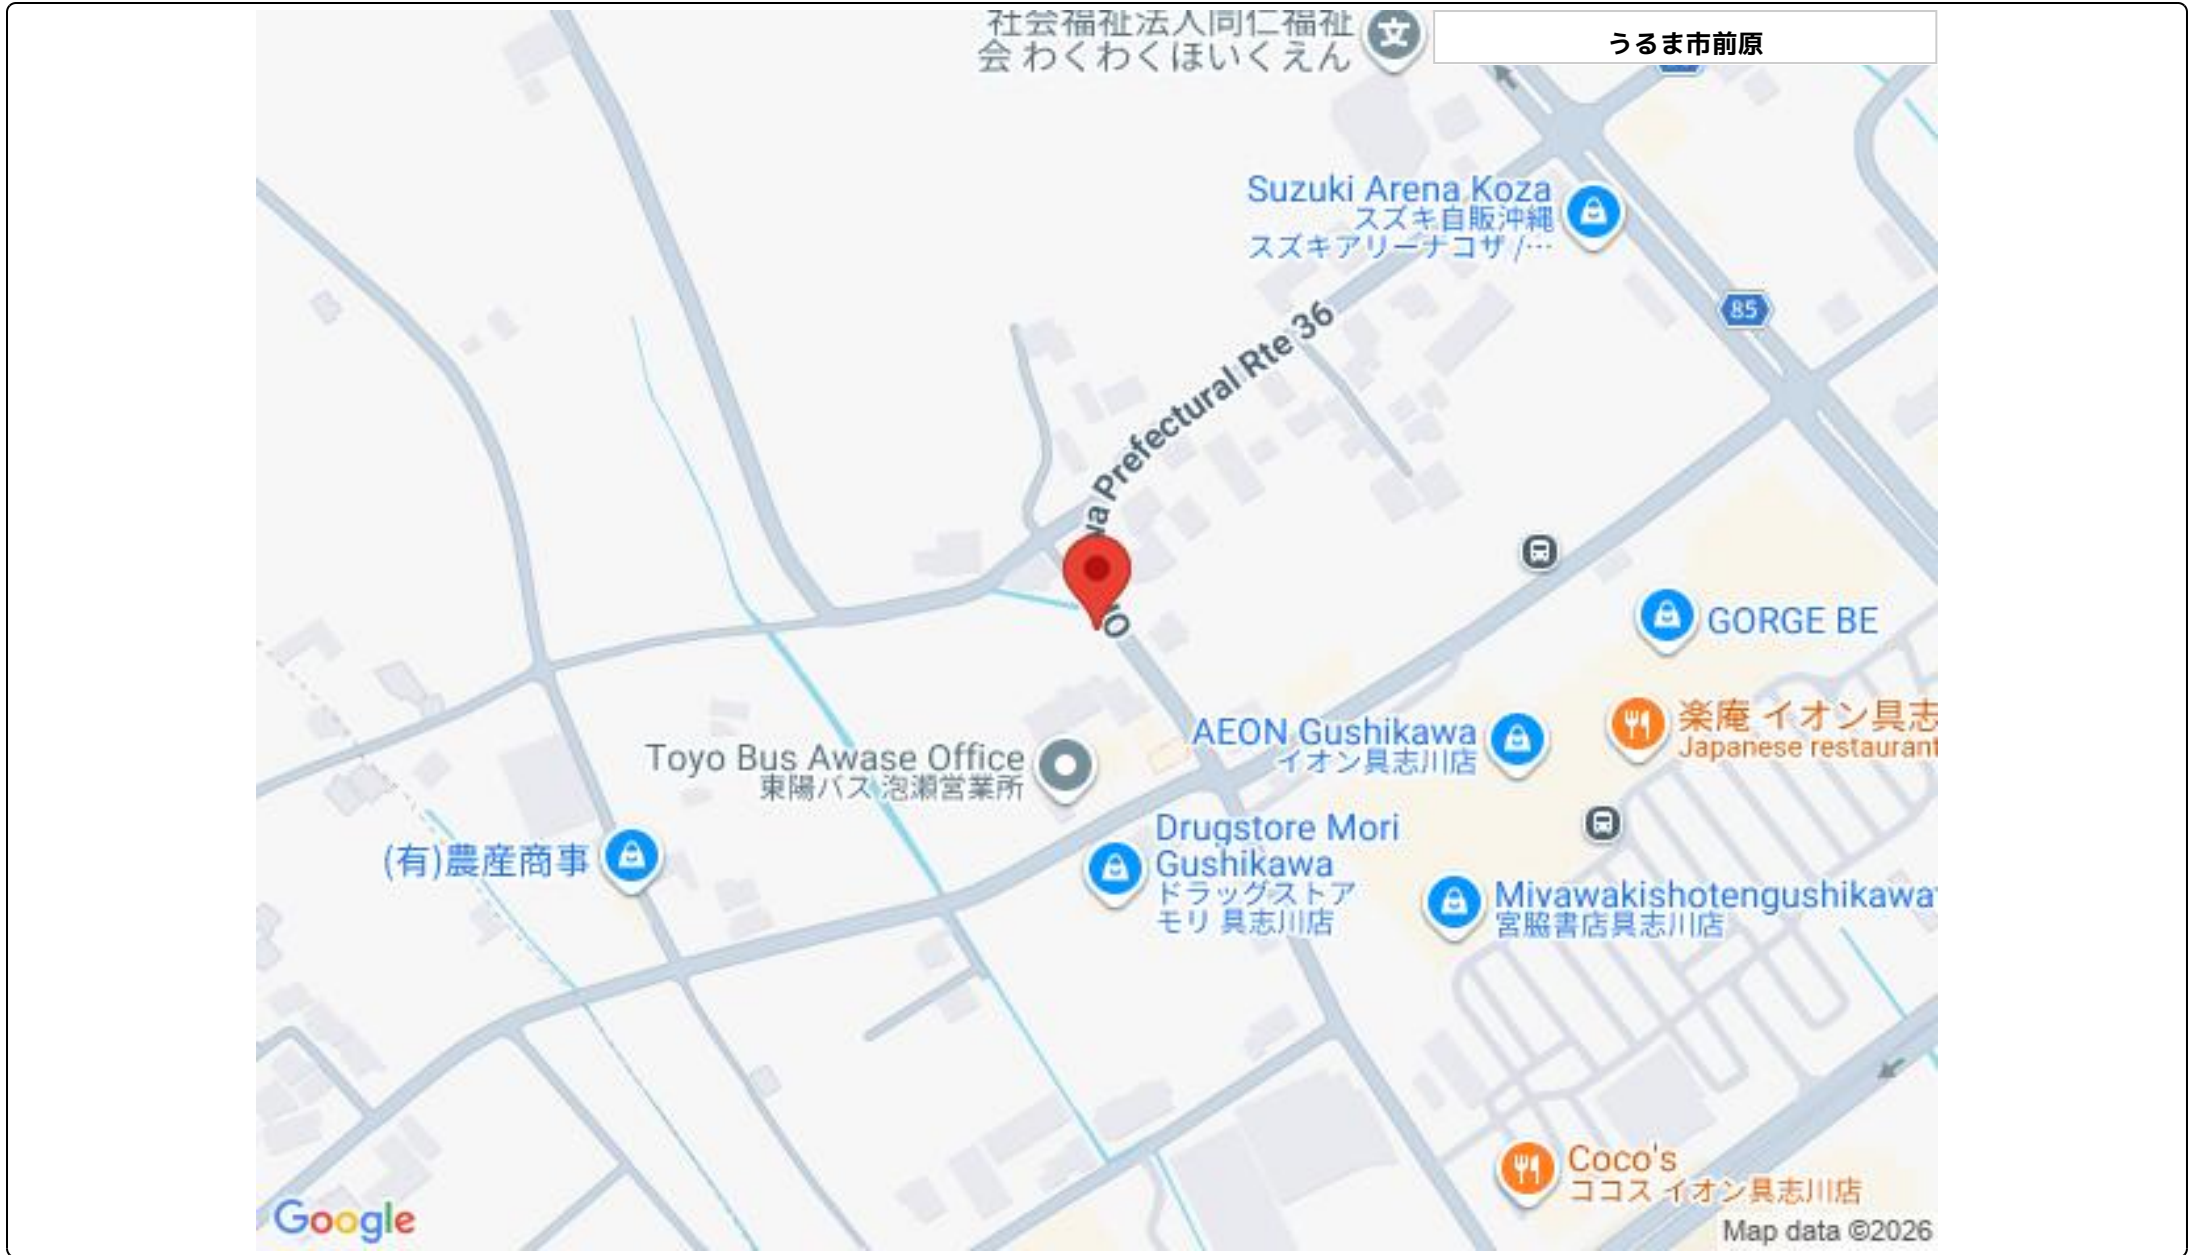 社会福祉法人同仁福祉
会 わくわくほいくえん
うるま市前原
Suzuki Arena Koza
スズキ自販沖縄
スズキアリーナコザ /…
85
Prefectural Rte 36
GORGE BE
楽庵 イオン具志
Japanese restaurant
AEON Gushikawa
イオン具志川店
Toyo Bus Awase Office
東陽バス 泡瀬営業所
Drugstore Mori
Gushikawa
ドラッグストア
モリ 具志川店
(有)農産商事
Miyawakishotengushikawa
宮脇書店具志川店
Coco's
ココス イオン具志川店
Google
Map data ©2026